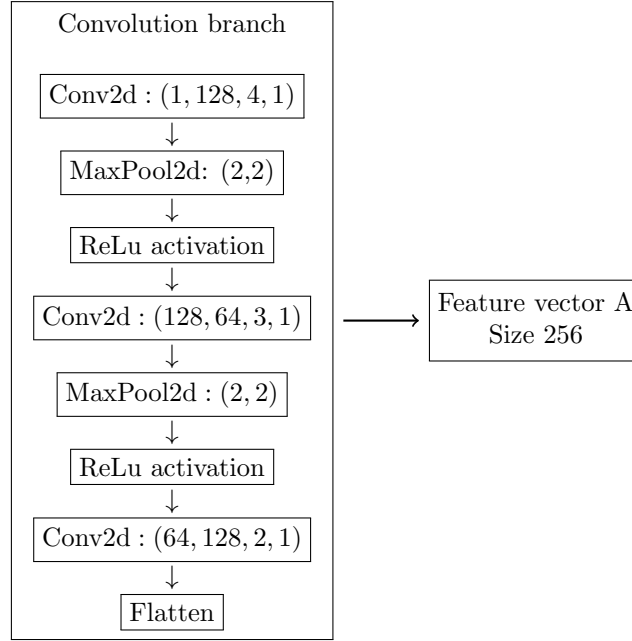 Convolution branch
Conv2d : (1, 128, 4, 1)
MaxPool2d: (2,2)
ReLu activation
Conv2d : (128, 64, 3, 1)
MaxPool2d : (2, 2)
ReLu activation
Conv2d : (64, 128, 2, 1)
Flatten
Feature vector A
Size 256